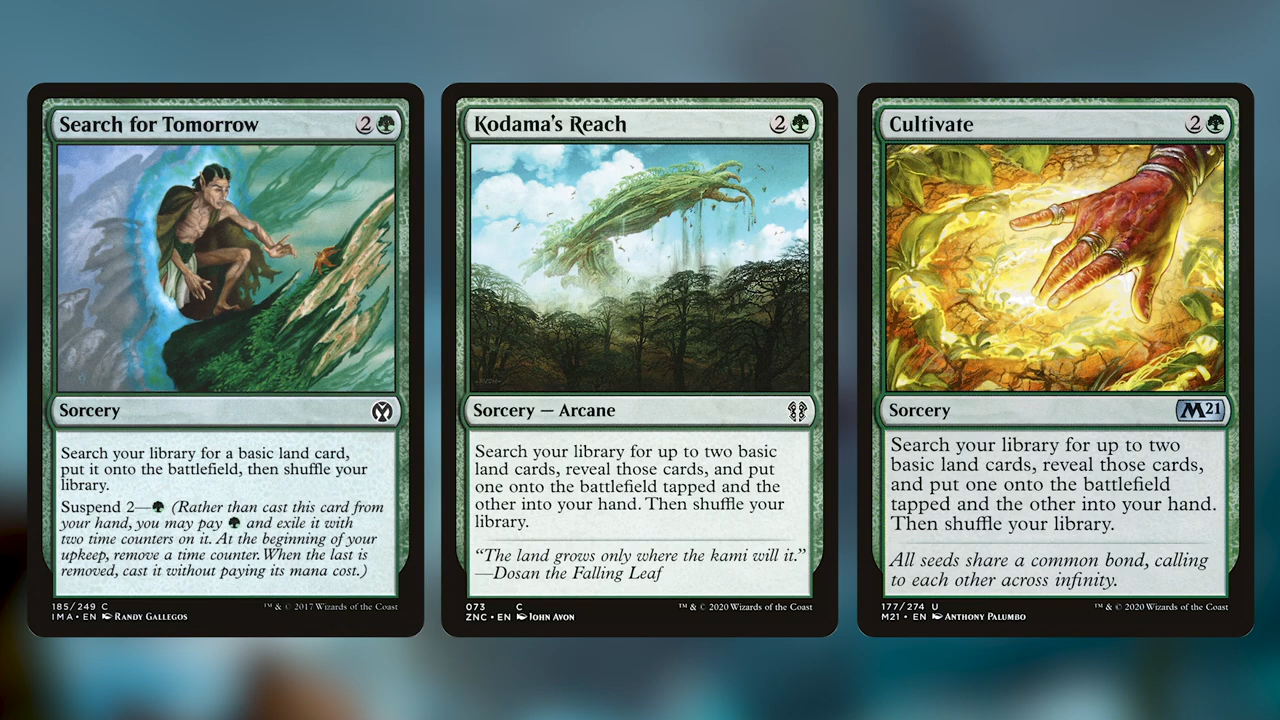 Search for Tomorrow 2
Sorcery
Search your library for a basic land card,
put it onto the battlefield, then shuffle your
library.
Suspend 2— (Rather than cast this card from
your hand, you may pay and exile it with
two time counters on it. At the beginning of your
upkeep, remove a time counter. When the last is
removed, cast it without paying its mana cost.)
185/249 C
IMA • EN Randy Gallegos
™ & © 2017 Wizards of the Coast
Kodama's Reach 2
Sorcery — Arcane
Search your library for up to two basic
land cards, reveal those cards, and put
one onto the battlefield tapped and the
other into your hand. Then shuffle your
library.
“The land grows only where the kami will it.”
—Dosan the Falling Leaf
073 C
ZNC • EN John Avon
™ & © 2020 Wizards of the Coast
Cultivate 2
Sorcery M21
Search your library for up to two
basic land cards, reveal those cards,
and put one onto the battlefield
tapped and the other into your hand.
Then shuffle your library.
All seeds share a common bond, calling
to each other across infinity.
177/274 U
M21 • EN Anthony Palumbo
™ & © 2020 Wizards of the Coast